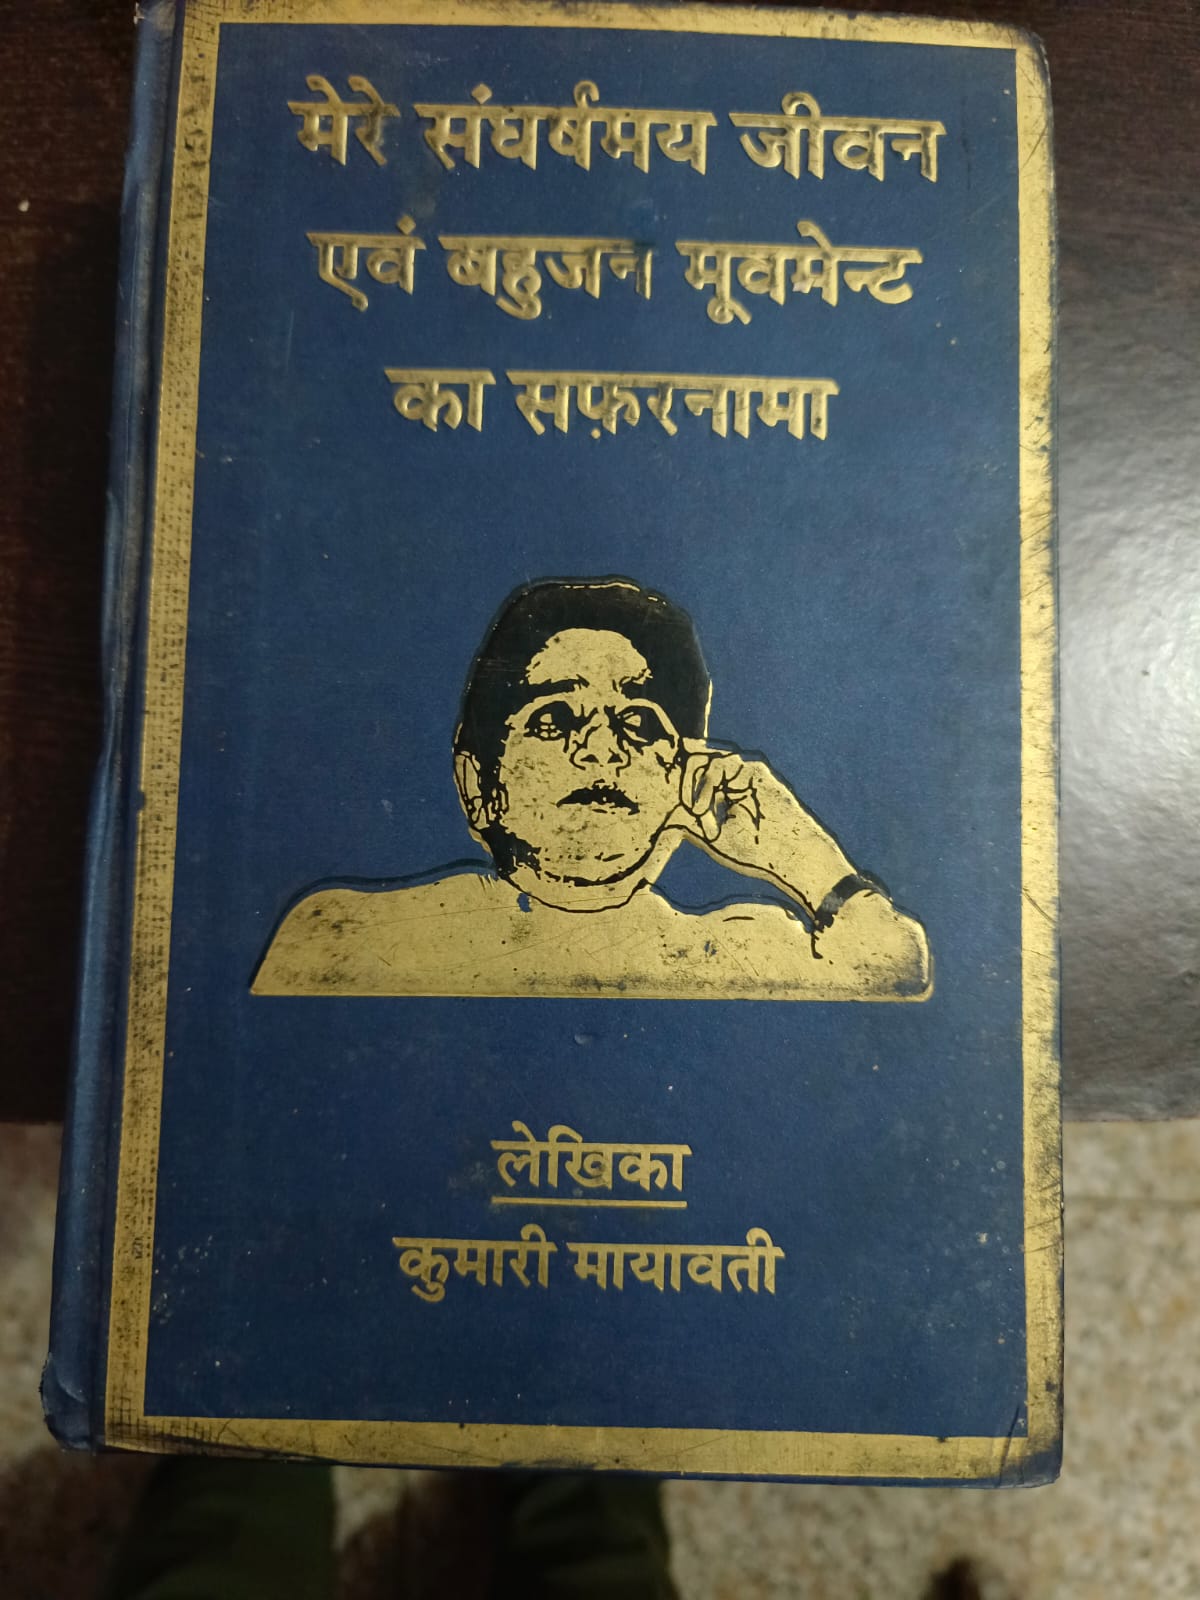 मेरे संघर्षमय जीवन
एवं बहुजन मूवमेन्ट
का सफ़रनामा
लेखिका
कुमारी मायावती